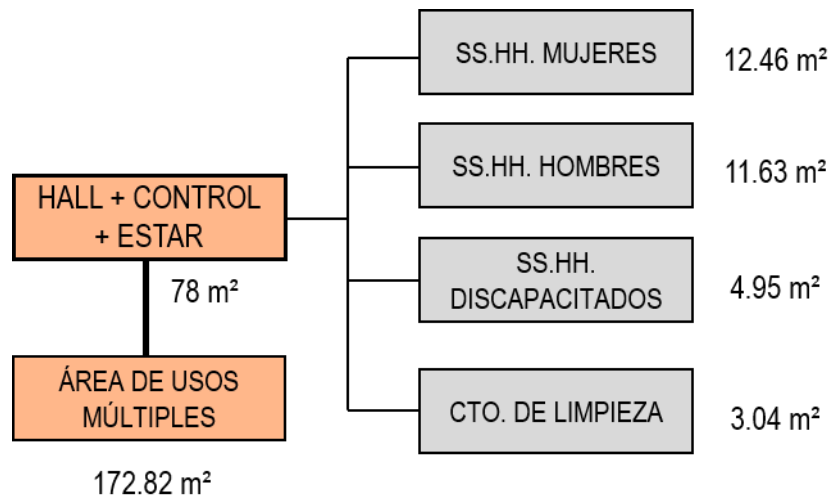 SS.HH. MUJERES
12.46 m²
SS.HH. HOMBRES
11.63 m²
HALL + CONTROL
+ ESTAR
78 m²
SS.HH.
DISCAPACITADOS
4.95 m²
ÁREA DE USOS
MÚLTIPLES
172.82 m²
CTO. DE LIMPIEZA
3.04 m²